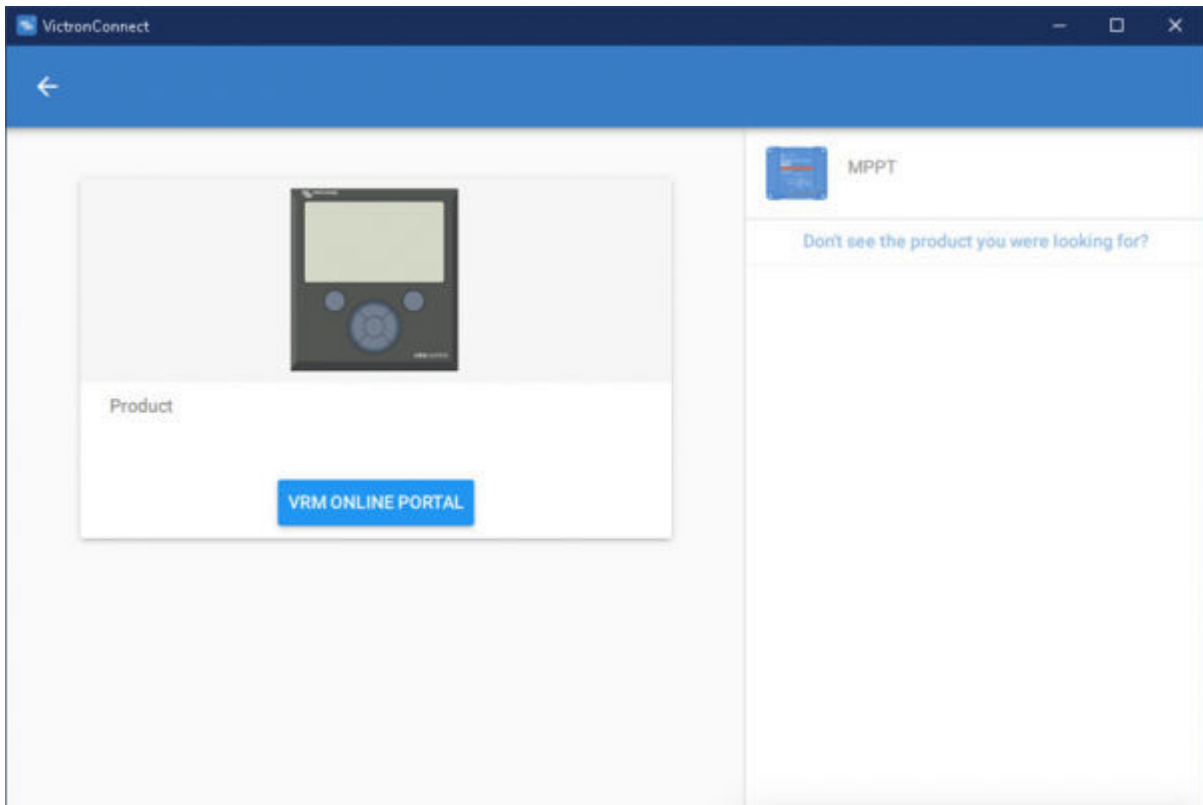 VictronConnect
Product
VRM ONLINE PORTAL
MPPT
Don't see the product you were looking for?